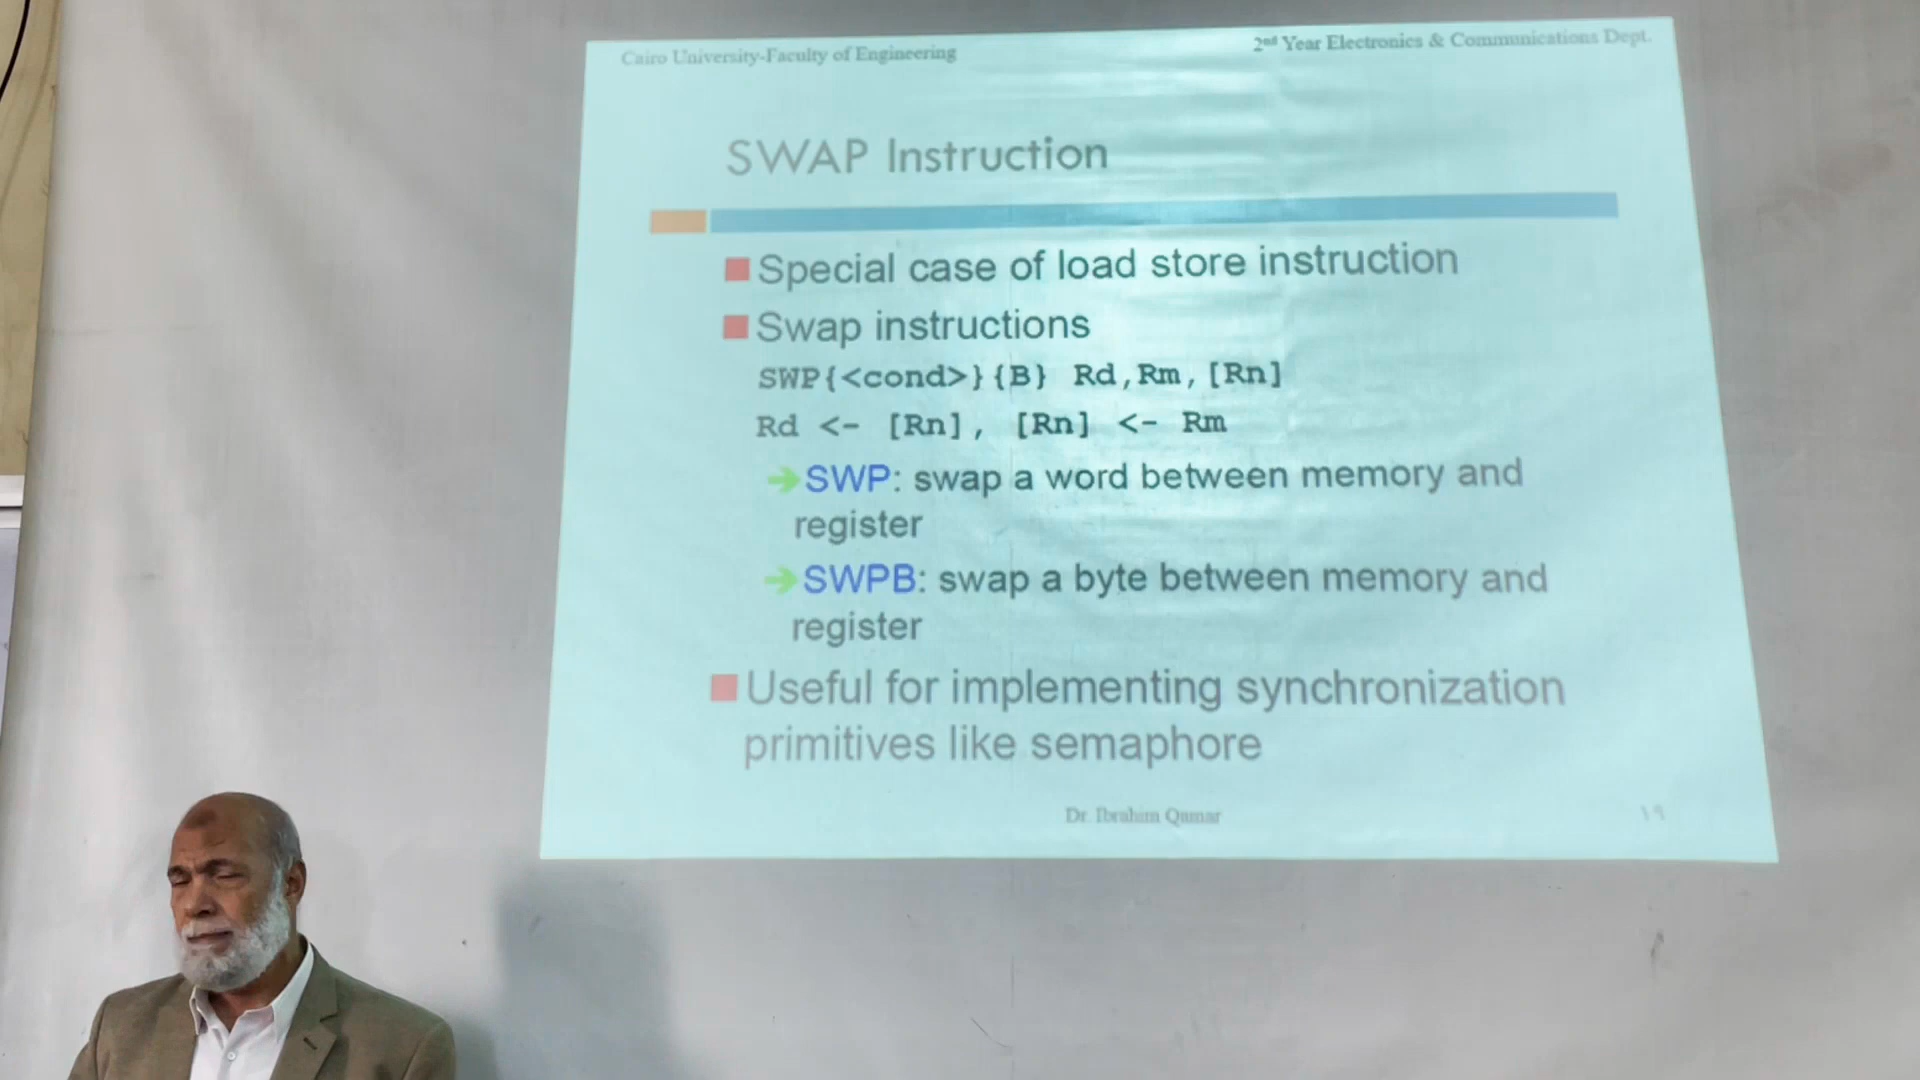 Cairo University-Faculty of Engineering
2nd Year Electronics & Communications Dept.
SWAP Instruction
Special case of load store instruction
Swap instructions
SWP{<cond>}{B} Rd,Rm,[Rn]
Rd <- [Rn], [Rn] <- Rm
SWP: swap a word between memory and
register
SWPB: swap a byte between memory and
register
Useful for implementing synchronization
primitives like semaphore
Dr. Ibrahim Qamar
١٩